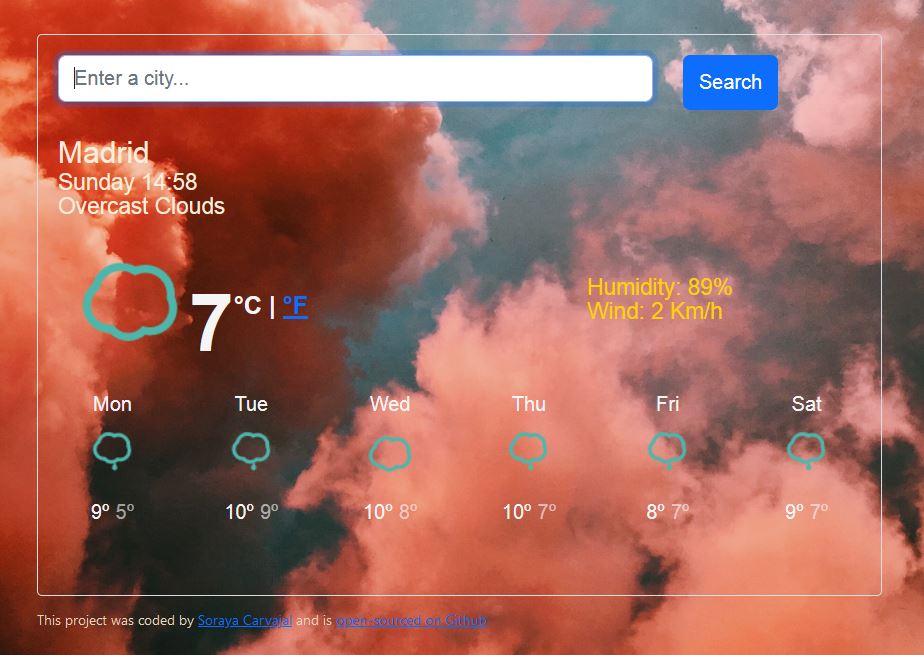 Enter a city...
Search
Madrid
Sunday 14:58
Overcast Clouds
7 °C | °F
Humidity: 89%
Wind: 2 Km/h
Mon Tue Wed Thu Fri Sat
9º 5º 10º 9º 10º 8º 10º 7º 8º 7º 9º 7º
This project was coded by Soraya Carvajal and is open-sourced on Github